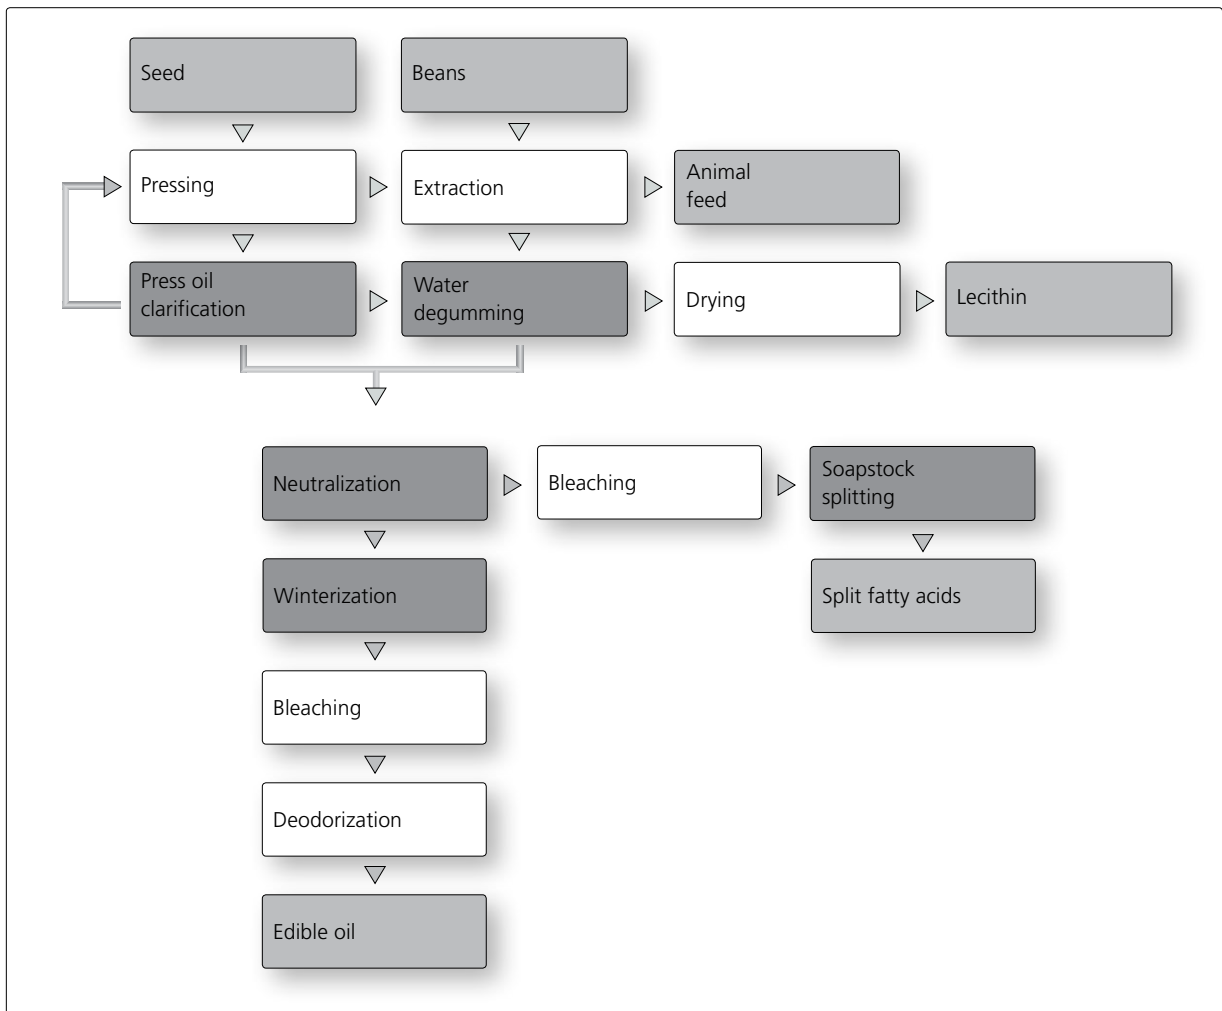 Seed
Beans
Pressing
Extraction
Animal
feed
Press oil
clarification
Water
degumming
Drying
Lecithin
Neutralization
Bleaching
Soapstock
splitting
Winterization
Split fatty acids
Bleaching
Deodorization
Edible oil